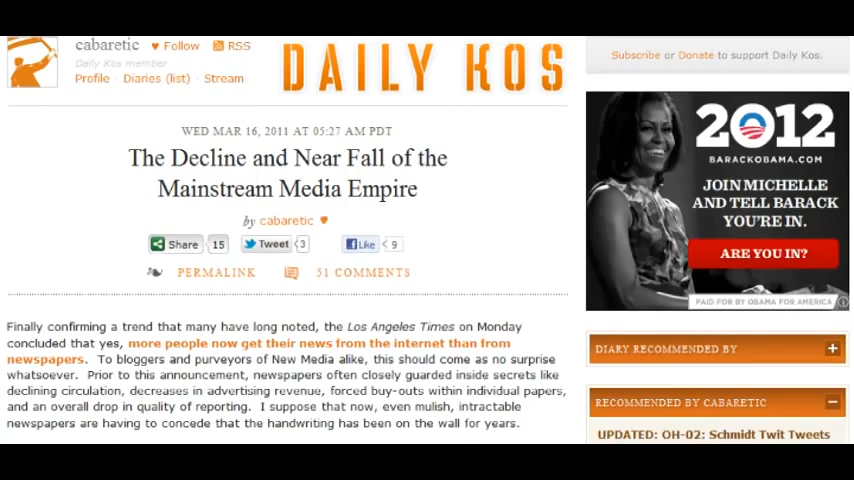 cabaretic ♥ Follow RSS
Daily Kos member
Profile · Diaries (list) · Stream
DAILY KOS
WED MAR 16, 2011 AT 05:27 AM PDT
The Decline and Near Fall of the
Mainstream Media Empire
by cabaretic ♥
Share 15 Tweet 3 Like 9
PERMALINK 51 COMMENTS
Finally confirming a trend that many have long noted, the Los Angeles Times on Monday
concluded that yes, more people now get their news from the internet than from
newspapers. To bloggers and purveyors of New Media alike, this should come as no surprise
whatsoever. Prior to this announcement, newspapers often closely guarded inside secrets like
declining circulation, decreases in advertising revenue, forced buy-outs within individual papers,
and an overall drop in quality of reporting. I suppose that now, even mulish, intractable
newspapers are having to concede that the handwriting has been on the wall for years.
Subscribe or Donate to support Daily Kos.
2012
BARACKOBAMA.COM
JOIN MICHELLE
AND TELL BARACK
YOU'RE IN.
ARE YOU IN?
PAID FOR BY OBAMA FOR AMERICA
DIARY RECOMMENDED BY +
RECOMMENDED BY CABARETIC −
UPDATED: OH-02: Schmidt Twit Tweets